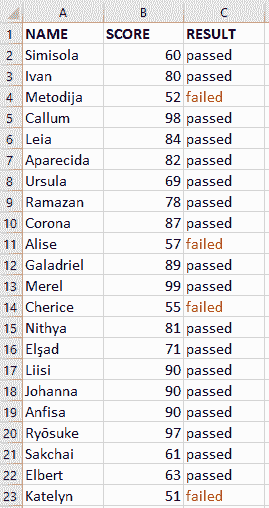 A B C
1 NAME SCORE RESULT
2 Simisola 60 passed
3 Ivan 80 passed
4 Metodija 52 failed
5 Callum 98 passed
6 Leia 84 passed
7 Aparecida 82 passed
8 Ursula 69 passed
9 Ramazan 78 passed
10 Corona 87 passed
11 Alise 57 failed
12 Galadriel 89 passed
13 Merel 99 passed
14 Cherice 55 failed
15 Nithya 81 passed
16 Elşad 71 passed
17 Liisi 90 passed
18 Johanna 90 passed
19 Anfisa 90 passed
20 Ryōsuke 97 passed
21 Sakchai 61 passed
22 Elbert 63 passed
23 Katelyn 51 failed